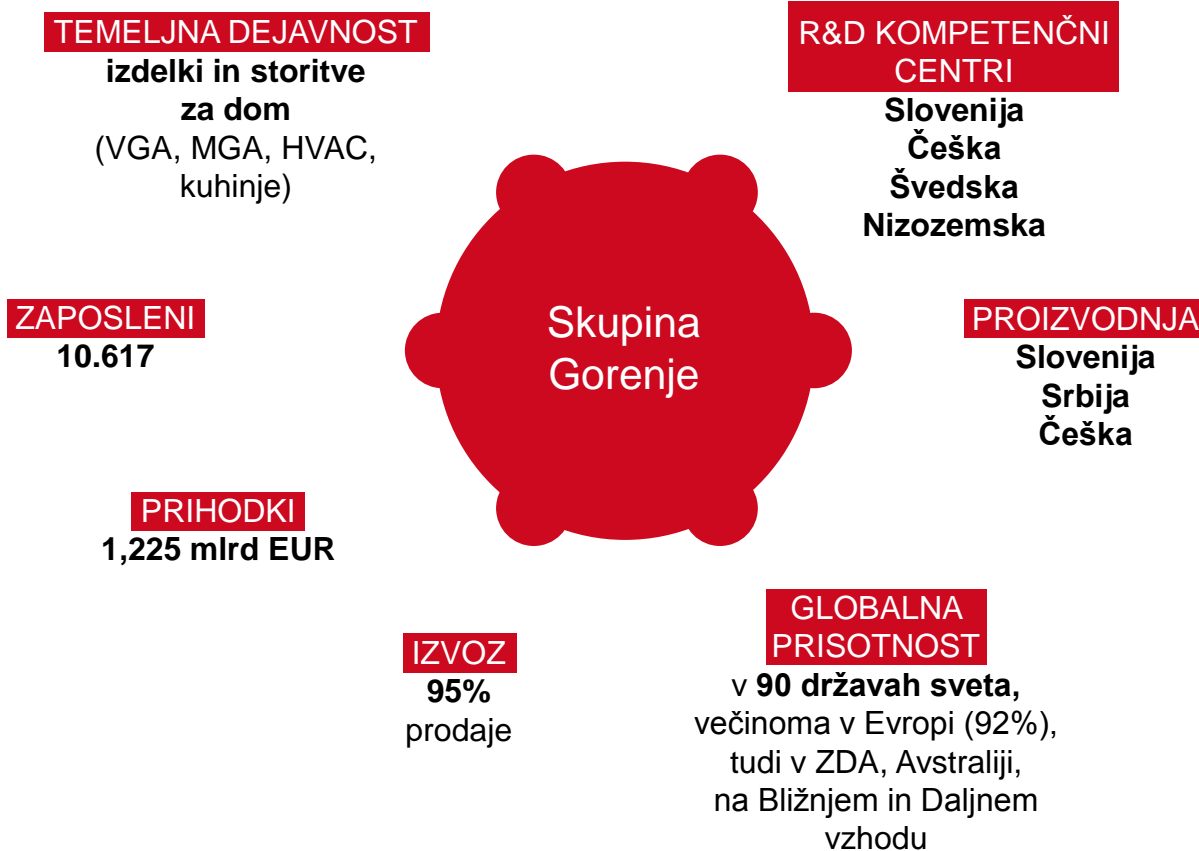 TEMELJNA DEJAVNOST
izdelki in storitve
za dom
(VGA, MGA, HVAC,
kuhinje)
R&D KOMPETENČNI
CENTRI
Slovenija
Češka
Švedska
Nizozemska
ZAPOSLENI
10.617
Skupina
Gorenje
PROIZVODNJA
Slovenija
Srbija
Češka
PRIHODKI
1,225 mlrd EUR
IZVOZ
95%
prodaje
GLOBALNA
PRISOTNOST
v 90 državah sveta,
večinoma v Evropi (92%),
tudi v ZDA, Avstraliji,
na Bližnjem in Daljnem
vzhodu